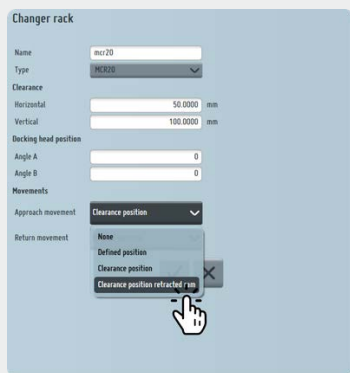 Changer rack
Name mcr20
Type MCR20
Clearance
Horizontal 50.0000 mm
Vertical 100.0000 mm
Docking head position
Angle A 0
Angle B 0
Movements
Approach movement Clearance position
Return movement
None
Defined position
Clearance position
Clearance position retracted ram